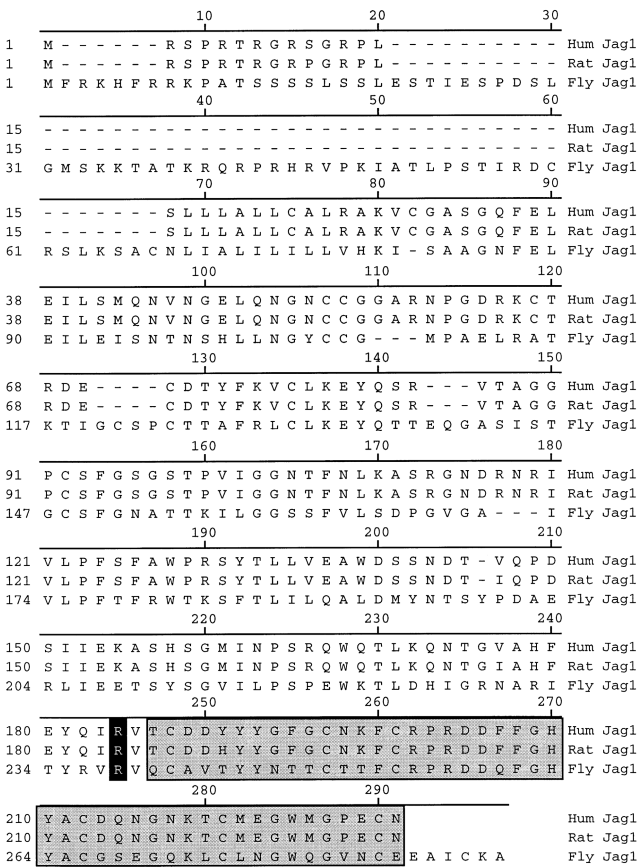 10 20 30
1 M - - - - - - R S P R T R G R S G R P L - - - - - - - - - - Hum Jag1
1 M - - - - - - R S P R T R G R P G R P L - - - - - - - - - - Rat Jag1
1 M F R K H F R R K P A T S S S S L S S L E S T I E S P D S L Fly Jag1
40 50 60
15 - - - - - - - - - - - - - - - - - - - - - - - - - - - - - - Hum Jag1
15 - - - - - - - - - - - - - - - - - - - - - - - - - - - - - - Rat Jag1
31 G M S K K T A T K R Q R P R H R V P K I A T L P S T I R D C Fly Jag1
70 80 90
15 - - - - - - - S L L L A L L C A L R A K V C G A S G Q F E L Hum Jag1
15 - - - - - - - S L L L A L L C A L R A K V C G A S G Q F E L Rat Jag1
61 R S L K S A C N L I A L I L I L L V H K I - S A A G N F E L Fly Jag1
100 110 120
38 E I L S M Q N V N G E L Q N G N C C G G A R N P G D R K C T Hum Jag1
38 E I L S M Q N V N G E L Q N G N C C G G A R N P G D R K C T Rat Jag1
90 E I L E I S N T N S H L L N G Y C C G - - - M P A E L R A T Fly Jag1
130 140 150
68 R D E - - - - C D T Y F K V C L K E Y Q S R - - - V T A G G Hum Jag1
68 R D E - - - - C D T Y F K V C L K E Y Q S R - - - V T A G G Rat Jag1
117 K T I G C S P C T T A F R L C L K E Y Q T T E Q G A S I S T Fly Jag1
160 170 180
91 P C S F G S G S T P V I G G N T F N L K A S R G N D R N R I Hum Jag1
91 P C S F G S G S T P V I G G N T F N L K A S R G N D R N R I Rat Jag1
147 G C S F G N A T T K I L G G S S F V L S D P G V G A - - - I Fly Jag1
190 200 210
121 V L P F S F A W P R S Y T L L V E A W D S S N D T - V Q P D Hum Jag1
121 V L P F S F A W P R S Y T L L V E A W D S S N D T - I Q P D Rat Jag1
174 V L P F T F R W T K S F T L I L Q A L D M Y N T S Y P D A E Fly Jag1
220 230 240
150 S I I E K A S H S G M I N P S R Q W Q T L K Q N T G V A H F Hum Jag1
150 S I I E K A S H S G M I N P S R Q W Q T L K Q N T G I A H F Rat Jag1
204 R L I E E T S Y S G V I L P S P E W K T L D H I G R N A R I Fly Jag1
250 260 270
180 E Y Q I R V T C D D Y Y Y G F G C N K F C R P R D D F F G H Hum Jag1
180 E Y Q I R V T C D D H Y Y G F G C N K F C R P R D D F F G H Rat Jag1
234 T Y R V R V Q C A V T Y Y N T T C T T F C R P R D D Q F G H Fly Jag1
280 290
210 Y A C D Q N G N K T C M E G W M G P E C N Hum Jag1
210 Y A C D Q N G N K T C M E G W M G P E C N Rat Jag1
264 Y A C G S E G Q K L C L N G W Q G V N C E E A I C K A Fly Jag1